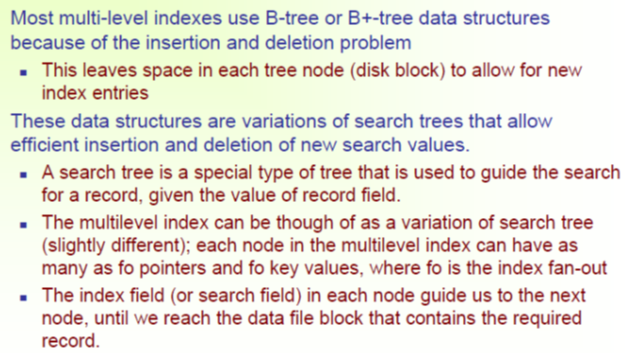 Most multi-level indexes use B-tree or B+-tree data structures
because of the insertion and deletion problem
▪ This leaves space in each tree node (disk block) to allow for new
index entries
These data structures are variations of search trees that allow
efficient insertion and deletion of new search values.
▪ A search tree is a special type of tree that is used to guide the search
for a record, given the value of record field.
▪ The multilevel index can be though of as a variation of search tree
(slightly different); each node in the multilevel index can have as
many as fo pointers and fo key values, where fo is the index fan-out
▪ The index field (or search field) in each node guide us to the next
node, until we reach the data file block that contains the required
record.